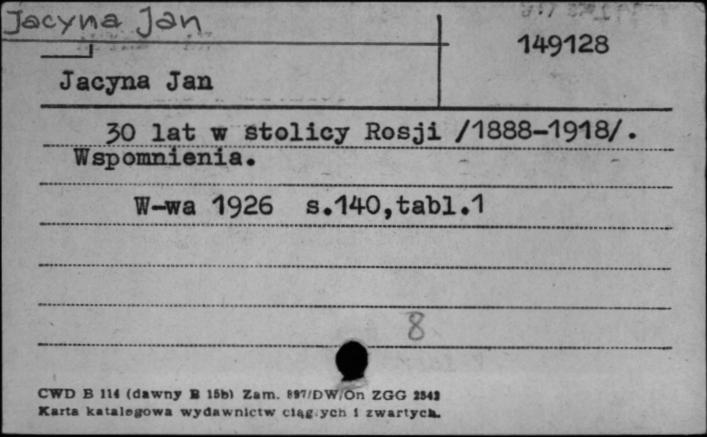 Jacyna Jan
149128
Jacyna Jan
30 lat w stolicy Rosji /1888-1918/.
Wspomnienia.
W-wa 1926 s.140,tabl.1
8
CWD B 114 (dawny B 15b) Zam. 897/DW/On ZGG 2542
Karta katalogowa wydawnictw ciągłych i zwartych.